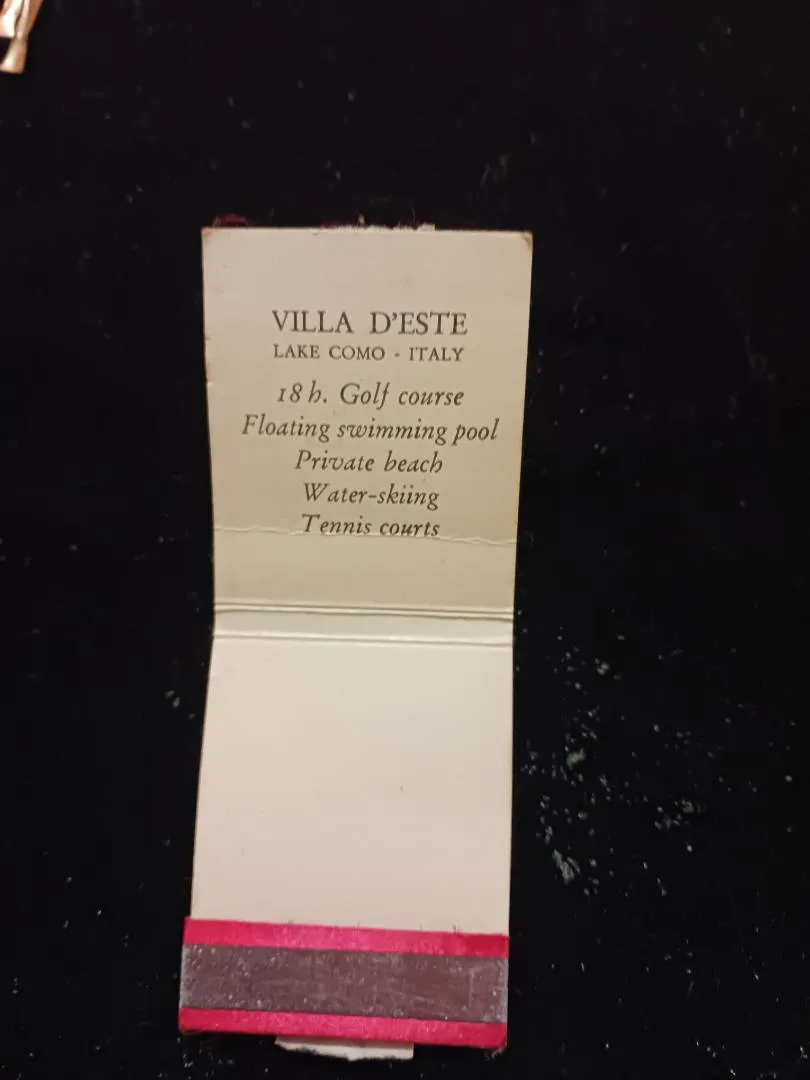 VILLA D'ESTE
LAKE COMO - ITALY
18 h. Golf course
Floating swimming pool
Private beach
Water-skiing
Tennis courts